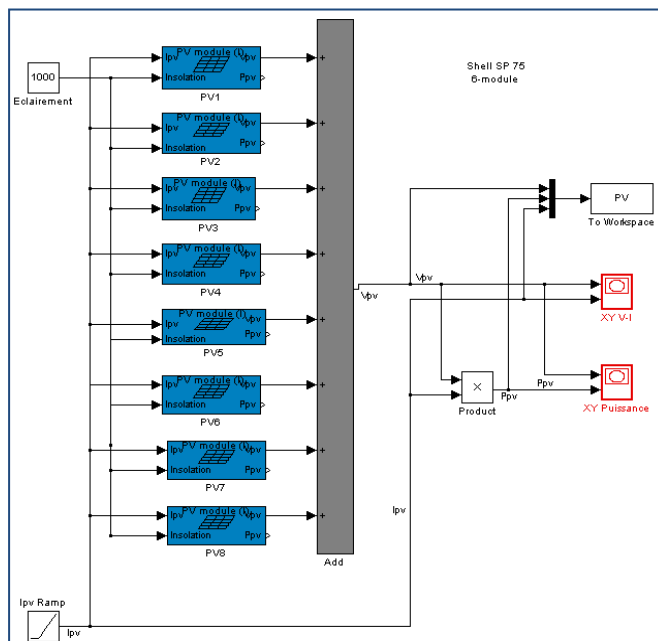 PV module (I)
Ipv
Vpv
Insolation
Ppv
PV1
1000
Eclairement
Shell SP 75
6-module
+
PV module (I)
Ipv
Vpv
Insolation
Ppv
PV2
+
PV module (I)
Ipv
Vpv
Insolation
Ppv
PV3
+
PV
To Workspace
PV module (I)
Ipv
Vpv
Insolation
Ppv
PV4
+
Vpv
Vpv
XY V-I
PV module (I)
Ipv
Vpv
Insolation
Ppv
PV5
+
PV module (I)
Ipv
Vpv
Insolation
Ppv
PV6
+
×
Product
Ppv
Ppv
XY Puissance
PV module (I)
Ipv
Vpv
Insolation
Ppv
PV7
+
PV module (I)
Ipv
Vpv
Insolation
Ppv
PV8
+
Ipv
Add
Ipv Ramp
Ipv